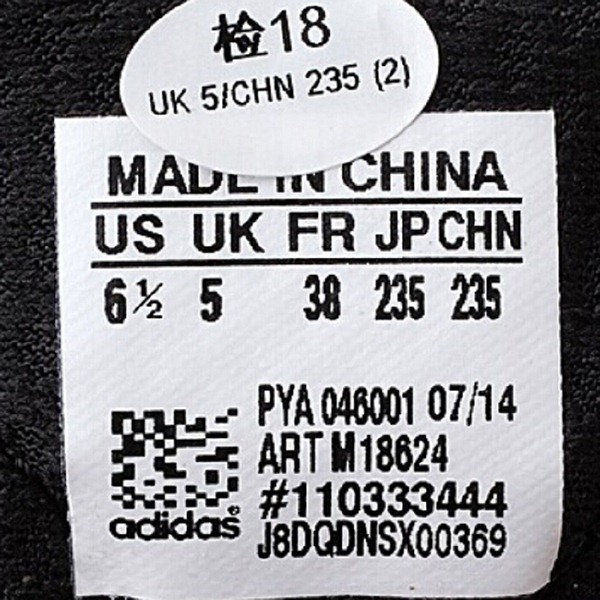 检18
UK 5/CHN 235 (2)
MADE IN CHINA
US UK FR JP CHN
6½ 5 38 235 235
PYA 046001 07/14
ART M18624
#110333444
adidas®
J8DQDNSX00369